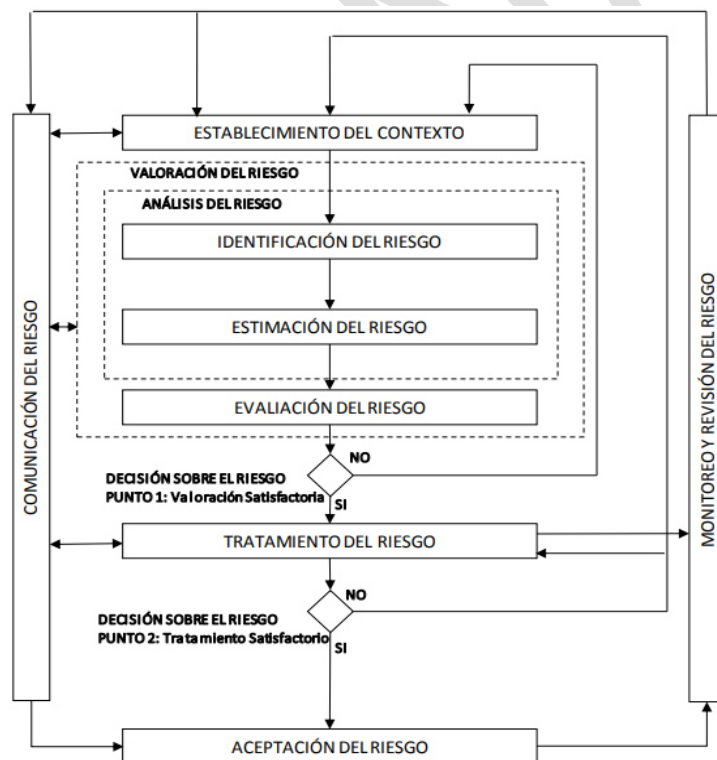 ESTABLECIMIENTO DEL CONTEXTO
VALORACIÓN DEL RIESGO
ANÁLISIS DEL RIESGO
IDENTIFICACIÓN DEL RIESGO
ESTIMACIÓN DEL RIESGO
EVALIACIÓN DEL RIESGO
NO
DECISIÓN SOBRE EL RIESGO
PUNTO 1: Valoración Satisfactoria
SI
TRATAMIENTO DEL RIESGO
NO
DECISIÓN SOBRE EL RIESGO
PUNTO 2: Tratamiento Satisfactorio
SI
ACEPTACIÓN DEL RIESGO
COMUNICACIÓN DEL RIESGO
MONITOREO Y REVISIÓN DEL RIESGO